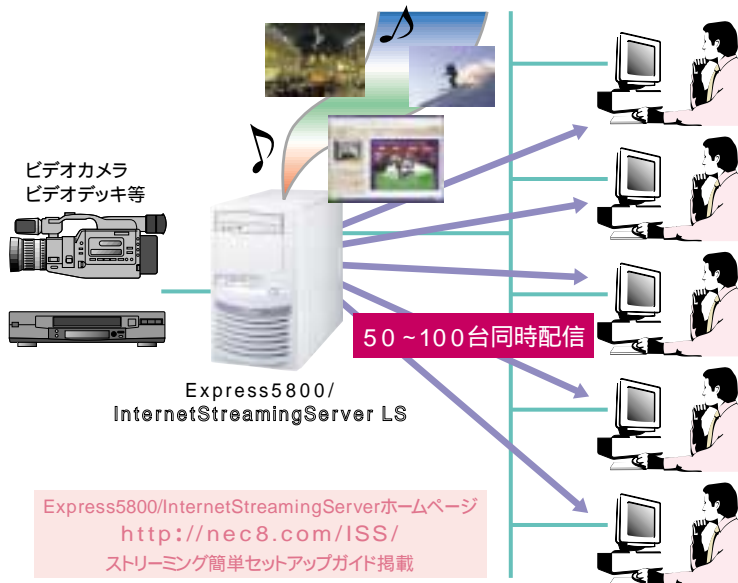 ビデオカメラ
ビデオデッキ等
50~100台同時配信
Express5800/
InternetStreamingServer LS
Express5800/InternetStreamingServerホームページ
http://nec8.com/ISS/
ストリーミング簡単セットアップガイド掲載